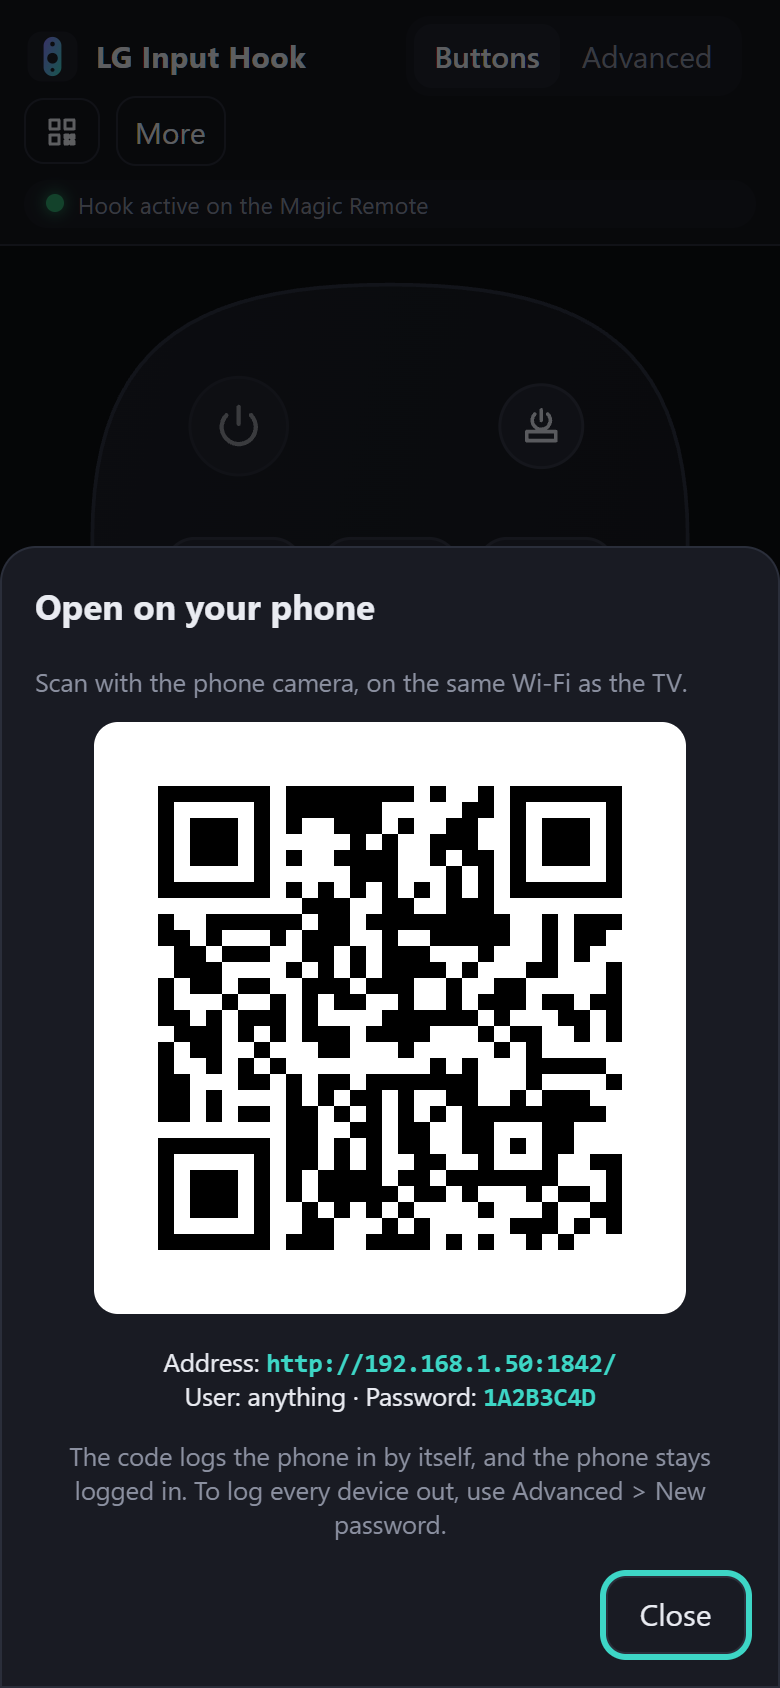 LG Input Hook
Buttons
Advanced
More
Hook active on the Magic Remote
Open on your phone
Scan with the phone camera, on the same Wi-Fi as the TV.
Address: http://192.168.1.50:1842/
User: anything · Password: 1A2B3C4D
The code logs the phone in by itself, and the phone stays
logged in. To log every device out, use Advanced > New
password.
Close